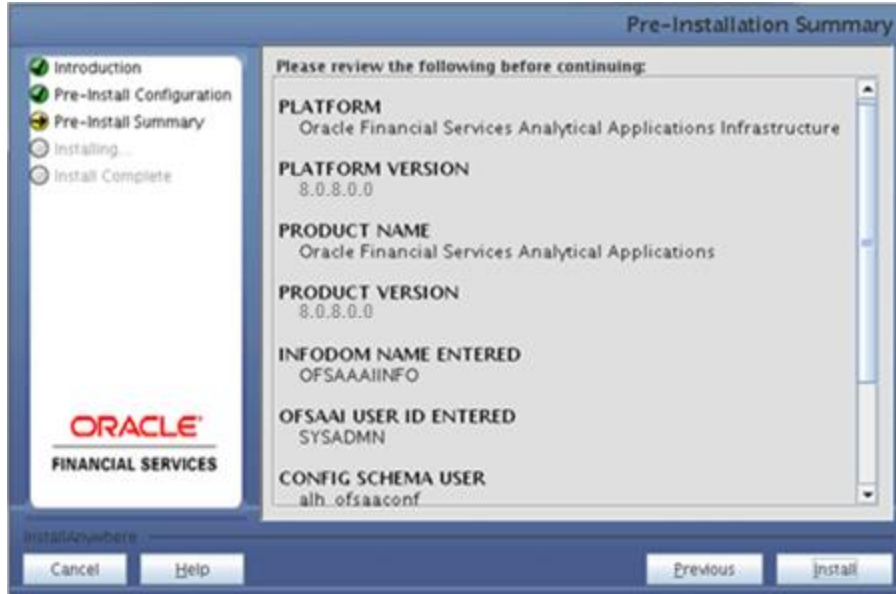 Pre-Installation Summary
Introduction
Pre-Install Configuration
Pre-Install Summary
Installing...
Install Complete
ORACLE
FINANCIAL SERVICES
Please review the following before continuing:
PLATFORM
Oracle Financial Services Analytical Applications Infrastructure
PLATFORM VERSION
8.0.8.0.0
PRODUCT NAME
Oracle Financial Services Analytical Applications
PRODUCT VERSION
8.0.8.0.0
INFODOM NAME ENTERED
OFSAAAIINFO
OFSAAI USER ID ENTERED
SYSADMN
CONFIG SCHEMA USER
alh_ofsaaconf
InstallAnywhere
Cancel
Help
Previous
Install